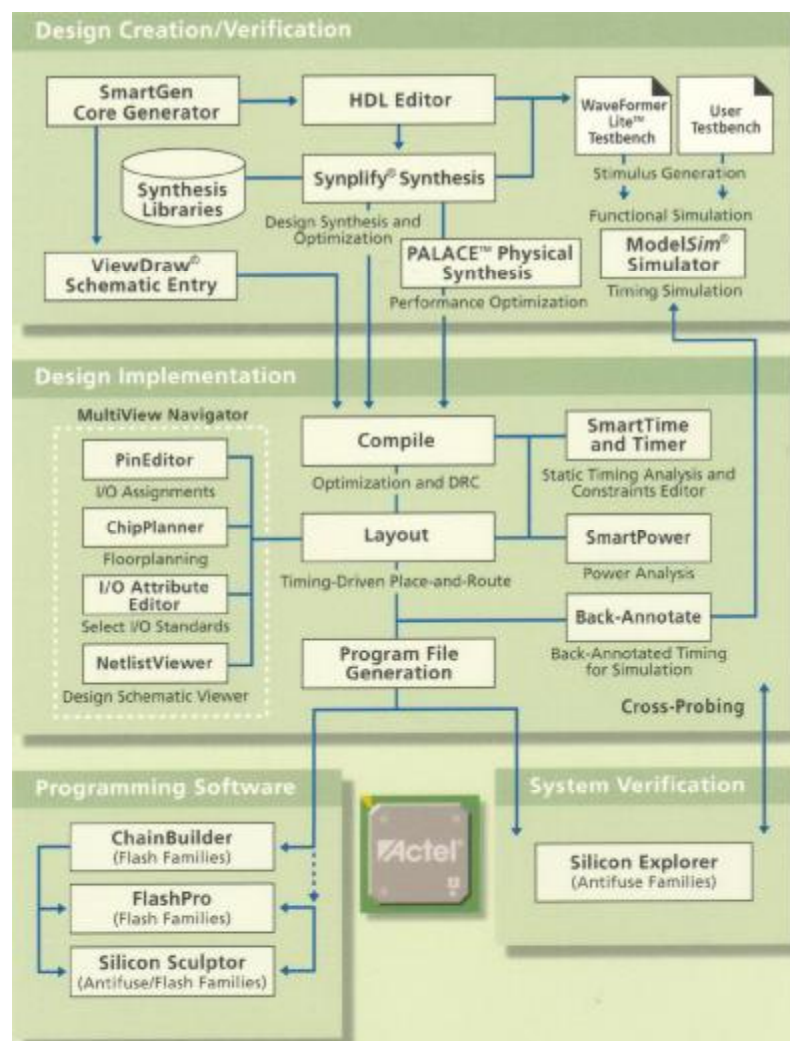 Design Creation/Verification
SmartGen
Core Generator
HDL Editor
WaveFormer
Lite™
Testbench
User
Testbench
Synthesis
Libraries
Synplify® Synthesis
Stimulus Generation
Design Synthesis and
Optimization
Functional Simulation
ViewDraw®
Schematic Entry
PALACE™ Physical
Synthesis
ModelSim®
Simulator
Performance Optimization
Timing Simulation
Design Implementation
MultiView Navigator
PinEditor
I/O Assignments
ChipPlanner
Floorplanning
I/O Attribute
Editor
Select I/O Standards
NetlistViewer
Design Schematic Viewer
Compile
Optimization and DRC
Layout
Timing-Driven Place-and-Route
Program File
Generation
SmartTime
and Timer
Static Timing Analysis and
Constraints Editor
SmartPower
Power Analysis
Back-Annotate
Back-Annotated Timing
for Simulation
Cross-Probing
Programming Software
ChainBuilder
(Flash Families)
FlashPro
(Flash Families)
Silicon Sculptor
(Antifuse/Flash Families)
Actel®
System Verification
Silicon Explorer
(Antifuse Families)